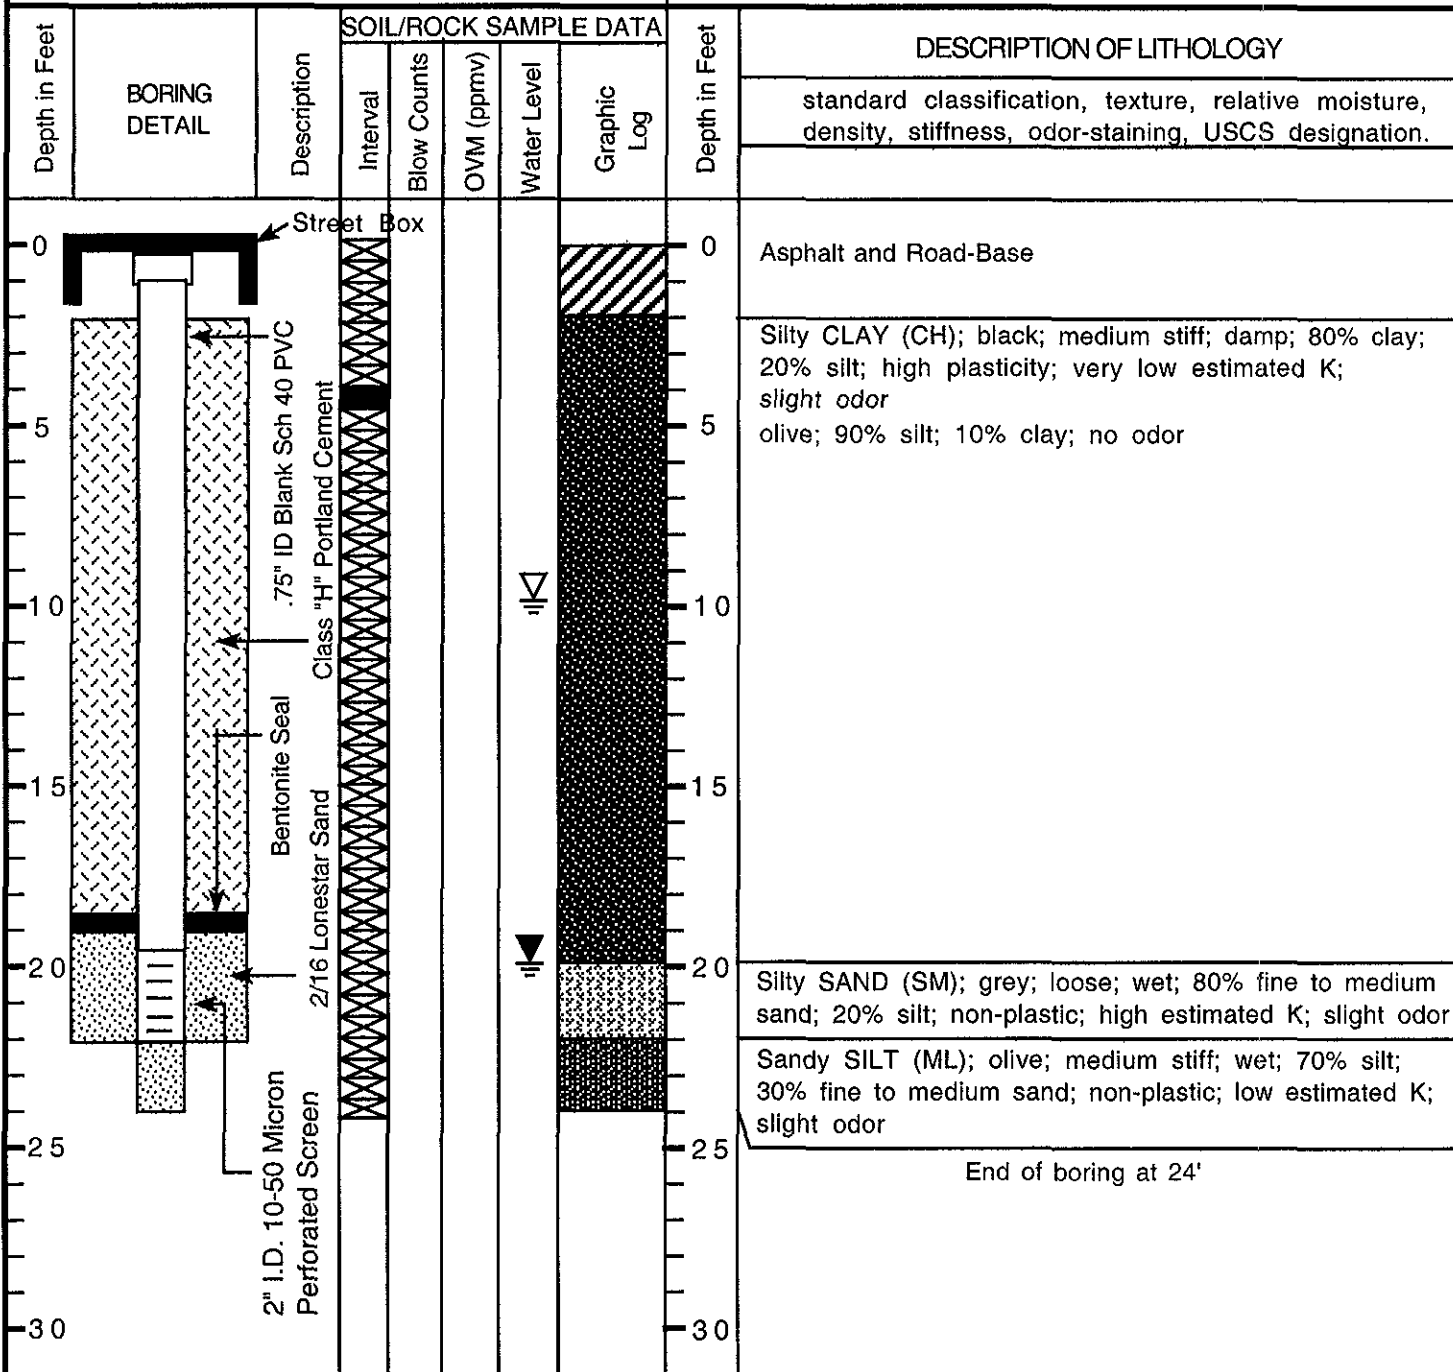 SOIL/ROCK SAMPLE DATA
Depth in Feet
BORING
DETAIL
Description
Interval
Blow Counts
OVM (ppmv)
Water Level
Graphic
Log
Depth in Feet
DESCRIPTION OF LITHOLOGY
standard classification, texture, relative moisture,
density, stiffness, odor-staining, USCS designation.
Street Box
0
5
10
15
20
25
30
.75" ID Blank Sch 40 PVC
Class "H" Portland Cement
Bentonite Seal
2/16 Lonestar Sand
2" I.D. 10-50 Micron
Perforated Screen
0
5
10
15
20
25
30
Asphalt and Road-Base
Silty CLAY (CH); black; medium stiff; damp; 80% clay;
20% silt; high plasticity; very low estimated K;
slight odor
olive; 90% silt; 10% clay; no odor
Silty SAND (SM); grey; loose; wet; 80% fine to medium
sand; 20% silt; non-plastic; high estimated K; slight odor
Sandy SILT (ML); olive; medium stiff; wet; 70% silt;
30% fine to medium sand; non-plastic; low estimated K;
slight odor
End of boring at 24'